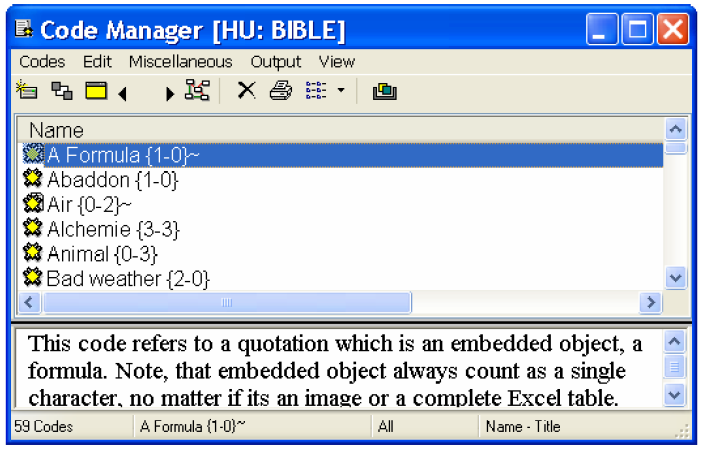 Code Manager [HU: BIBLE]
Codes Edit Miscellaneous Output View
Name
A Formula {1-0}~
Abaddon {1-0}
Air {0-2}~
Alchemie {3-3}
Animal {0-3}
Bad weather {2-0}
This code refers to a quotation which is an embedded object, a
formula. Note, that embedded object always count as a single
character, no matter if its an image or a complete Excel table.
59 Codes A Formula {1-0}~ All Name - Title